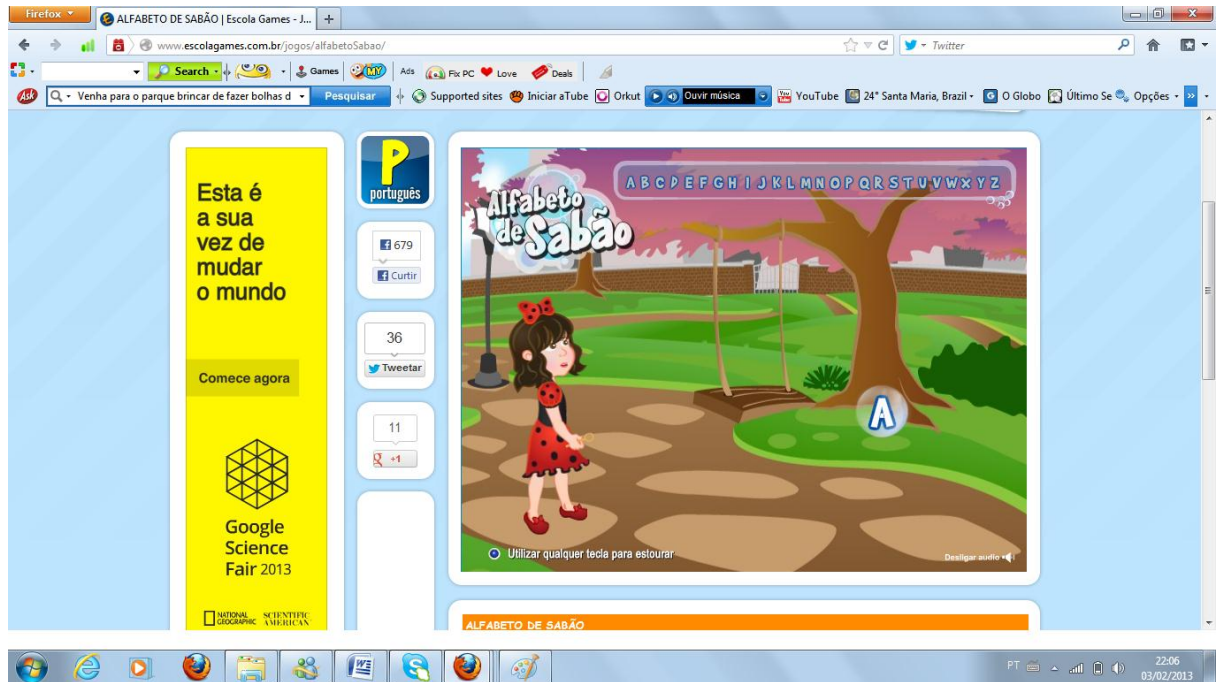 Firefox
ALFABETO DE SABÃO | Escola Games - J...
www.escolagames.com.br/jogos/alfabetoSabao/
Twitter
Search
Games
MY
Ads
Fix PC
Love
Deals
Ask
Venha para o parque brincar de fazer bolhas d
Pesquisar
Supported sites
Iniciar aTube
Orkut
Ouvir música
YouTube
24° Santa Maria, Brazil
O Globo
Último Se
Opções
Esta é
a sua
vez de
mudar
o mundo
Comece agora
Google
Science
Fair 2013
NATIONAL GEOGRAPHIC
SCIENTIFIC AMERICAN
P
português
679
Curtir
36
Tweetar
11
+1
Alfabeto
de Sabão
A B C D E F G H I J K L M N O P Q R S T U V W X Y Z
A
Utilizar qualquer tecla para estourar
Desligar audio
ALFABETO DE SABÃO
PT
22:06
03/02/2013